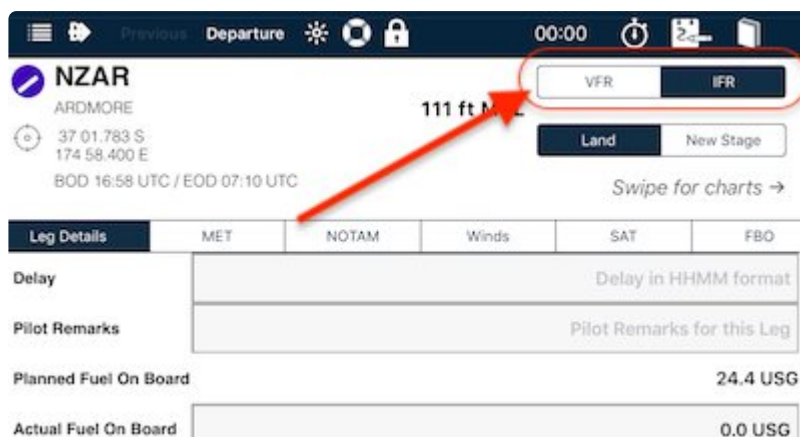 Previous Departure 00:00
NZAR
VFR IFR
ARDMORE
111 ft
37 01.783 S
174 58.400 E
Land New Stage
BOD 16:58 UTC / EOD 07:10 UTC
Swipe for charts →
Leg Details MET NOTAM Winds SAT FBO
Delay Delay in HHMM format
Pilot Remarks Pilot Remarks for this Leg
Planned Fuel On Board 24.4 USG
Actual Fuel On Board 0.0 USG